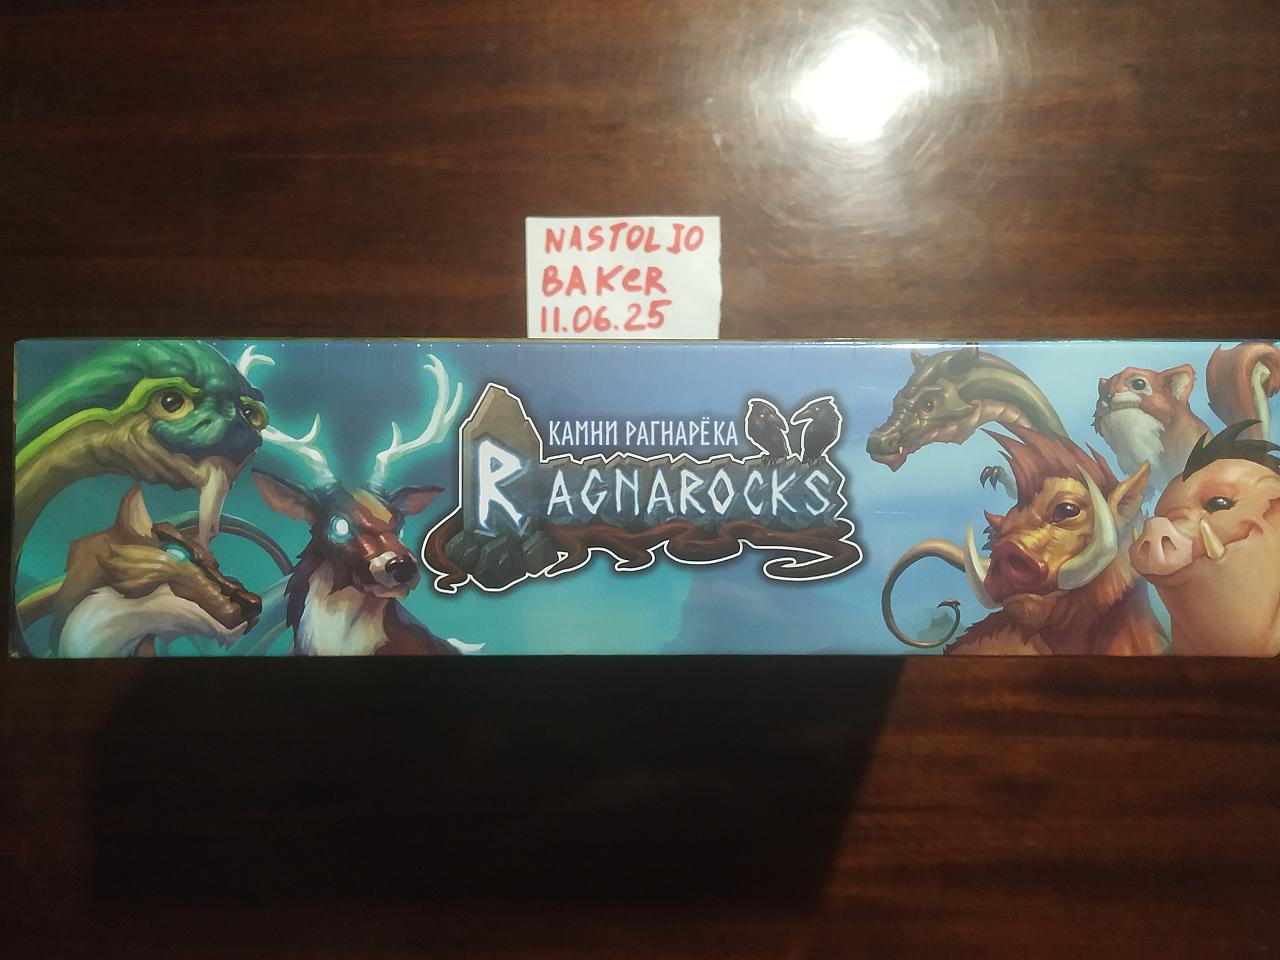 NASTOLIO
BAKER
11.06.25
КАМНИ РАГНАРЁКА
RAGNAROCKS